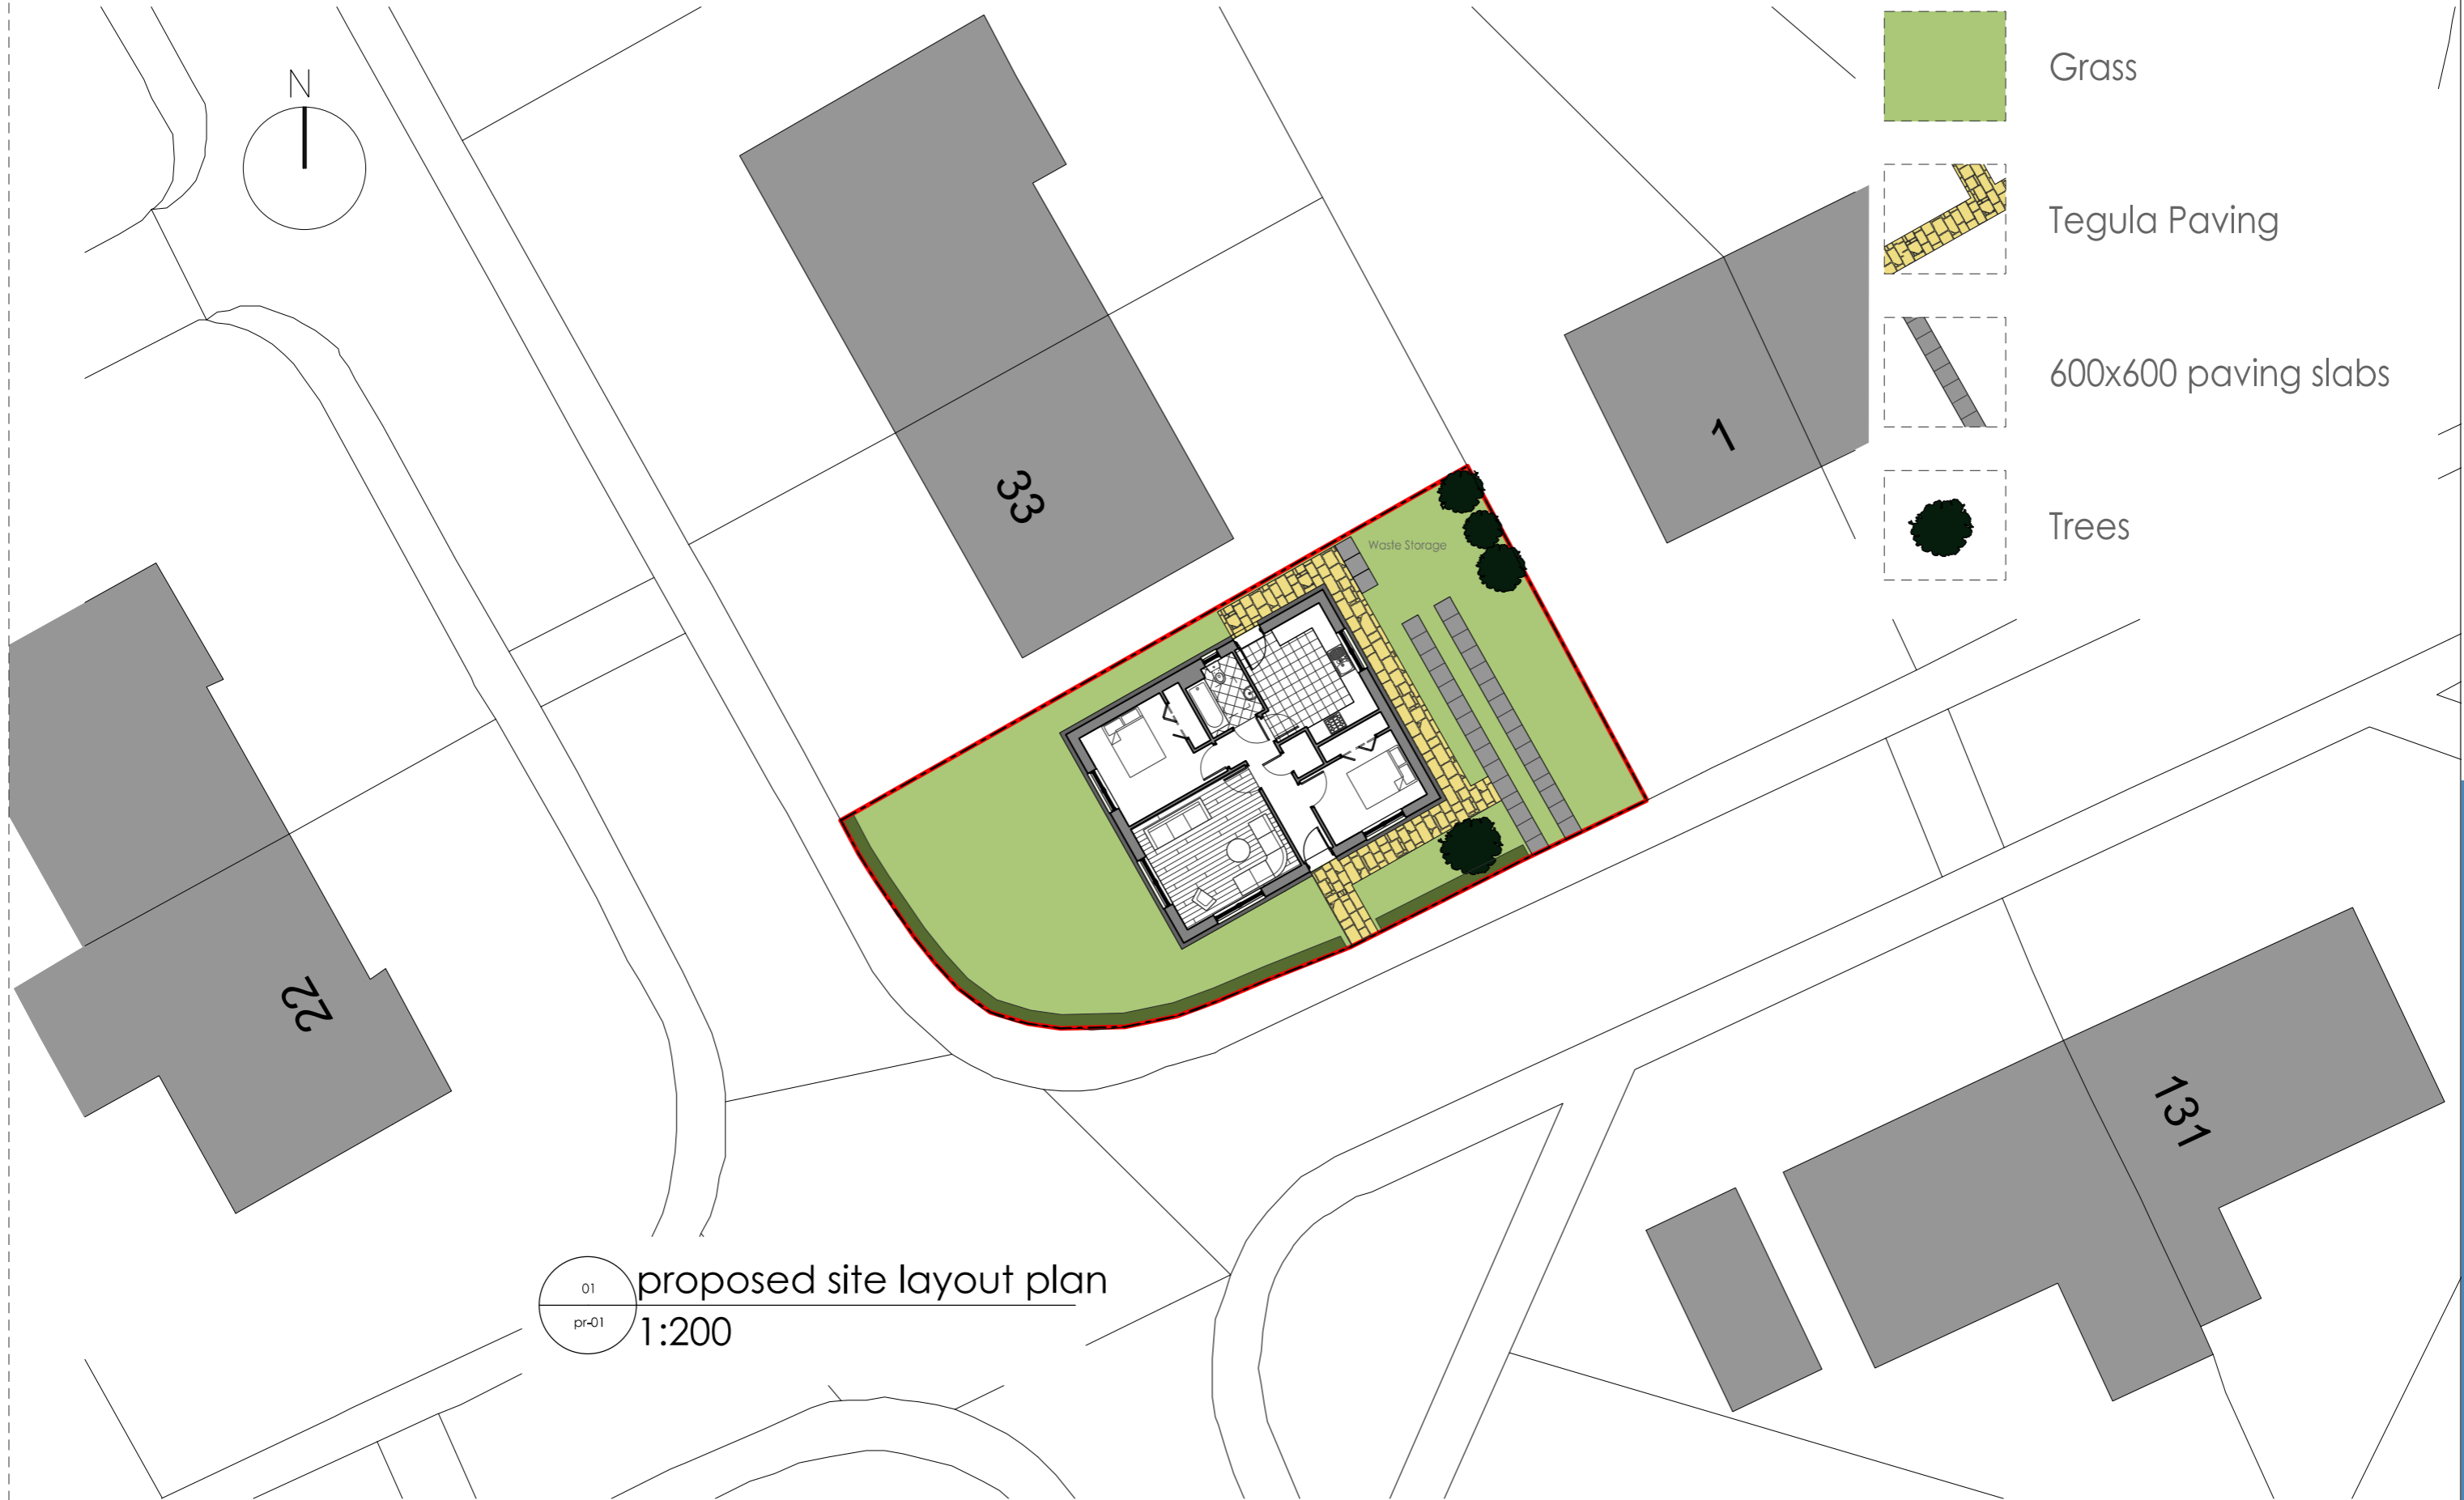 N
Grass
Tegula Paving
600x600 paving slabs
Trees
33
1
Waste Storage
22
131
01
pr-01
proposed site layout plan
1:200